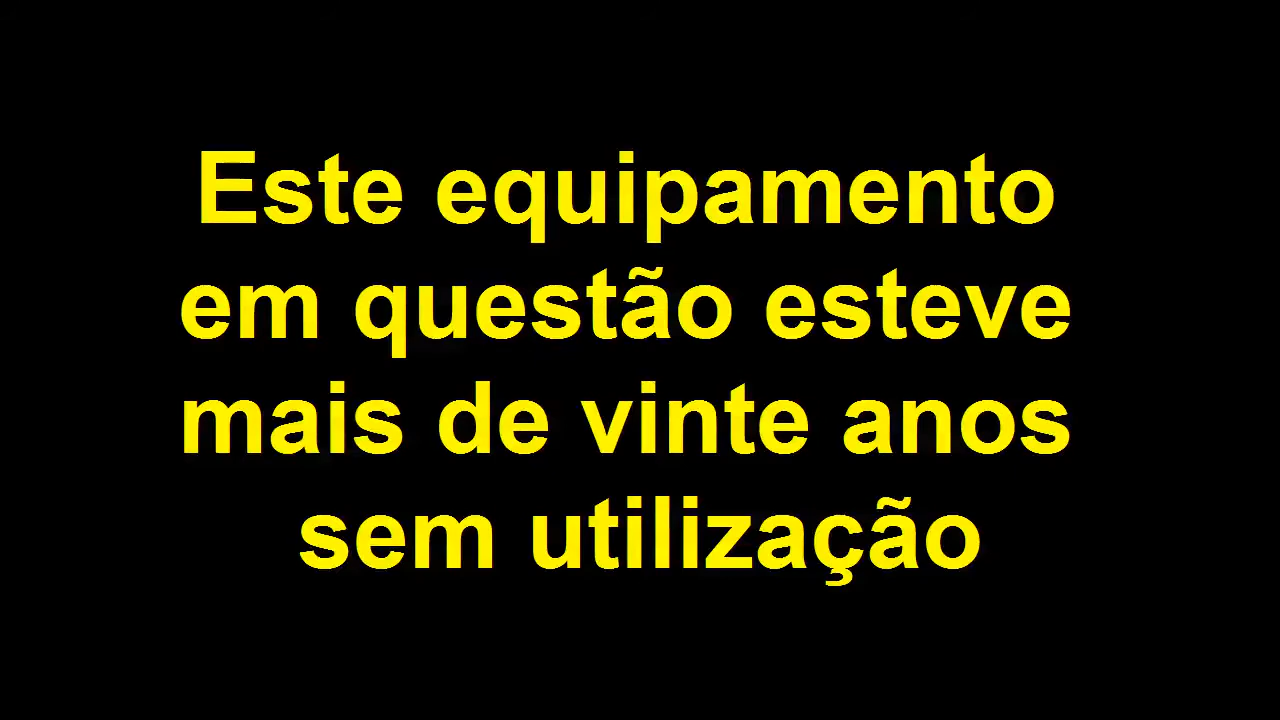 Este equipamento
em questão esteve
mais de vinte anos
sem utilização